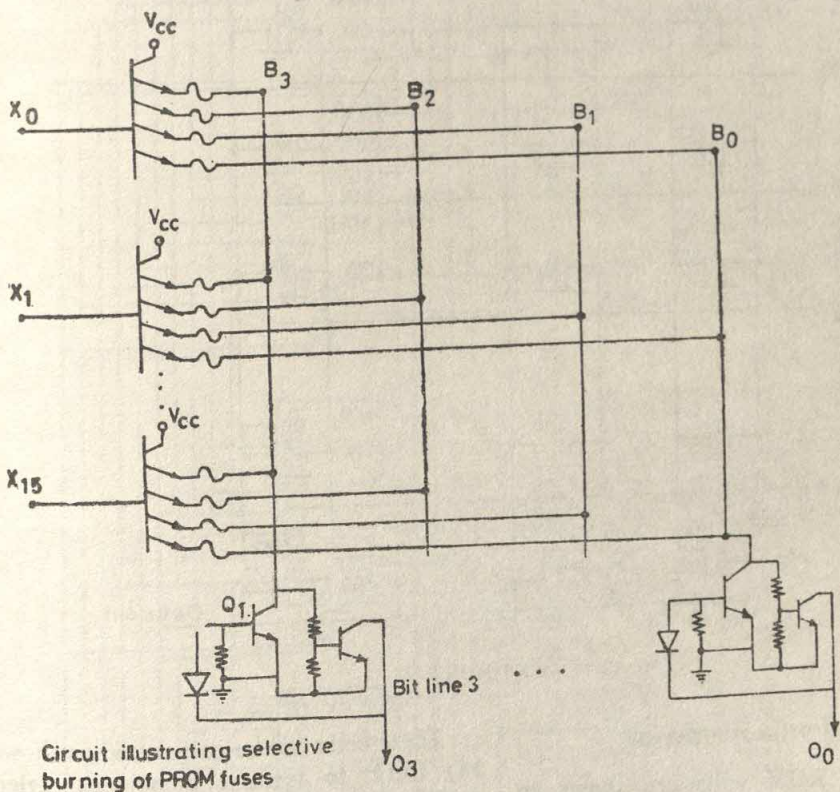 Vcc
B3
B2
B1
B0
X0
Vcc
X1
Vcc
X15
Q1
Bit line 3
O3
O0
Circuit illustrating selective
burning of PROM fuses